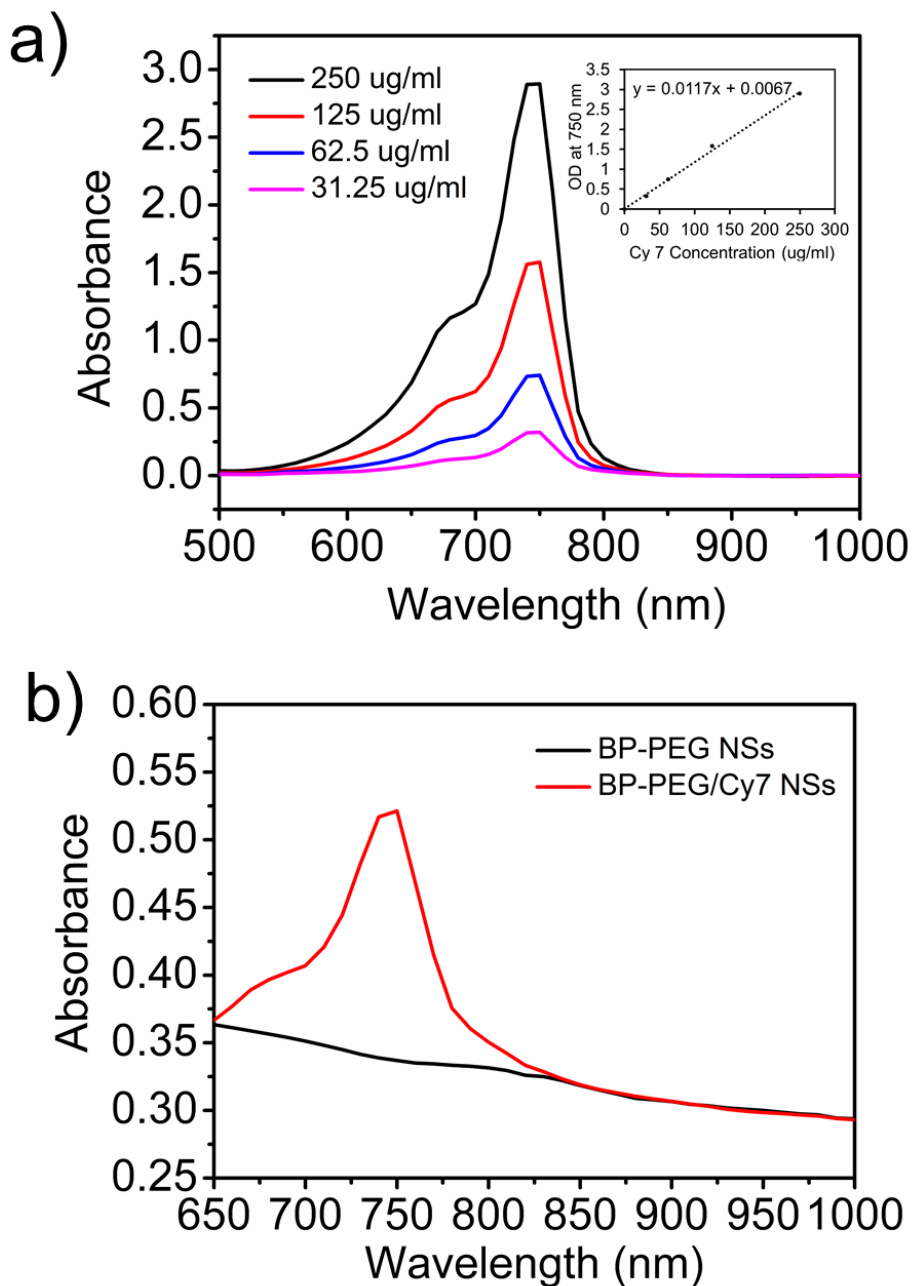 a)
250 ug/ml
125 ug/ml
62.5 ug/ml
31.25 ug/ml
y = 0.0117x + 0.0067
OD at 750 nm
3.5
3
2.5
2
1.5
1
0.5
0
0 50 100 150 200 250 300
Cy 7 Concentration (ug/ml)
Absorbance
3.0
2.5
2.0
1.5
1.0
0.5
0.0
500 600 700 800 900 1000
Wavelength (nm)
b)
BP-PEG NSs
BP-PEG/Cy7 NSs
Absorbance
0.60
0.55
0.50
0.45
0.40
0.35
0.30
0.25
650 700 750 800 850 900 950 1000
Wavelength (nm)